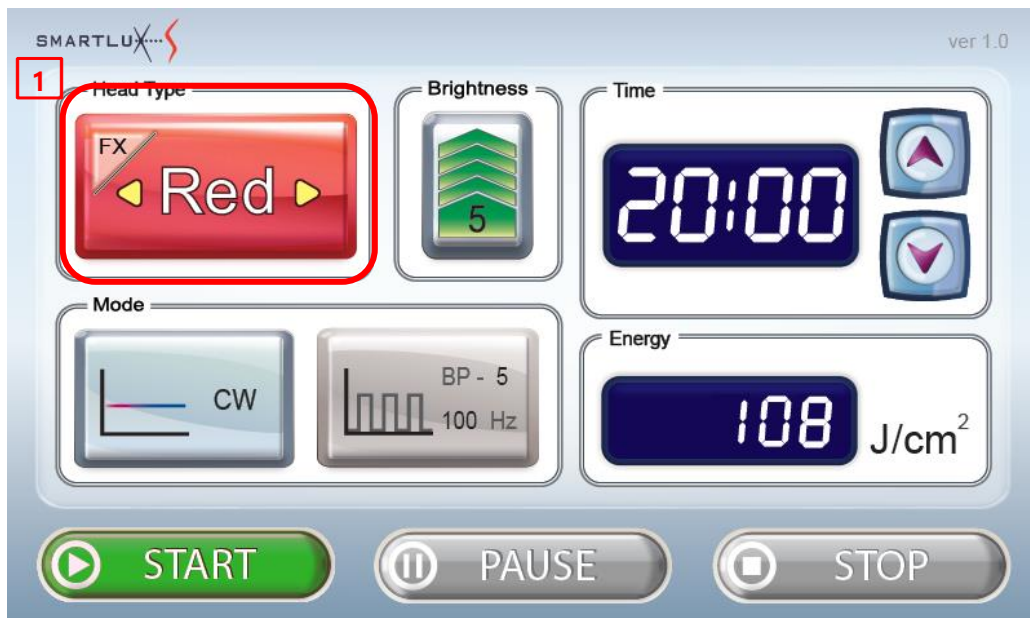 SMARTLUX
ver 1.0
1
Head Type
FX
Red
Brightness
5
Time
20:00
Mode
CW
BP - 5
100 Hz
Energy
108 J/cm²
START
PAUSE
STOP